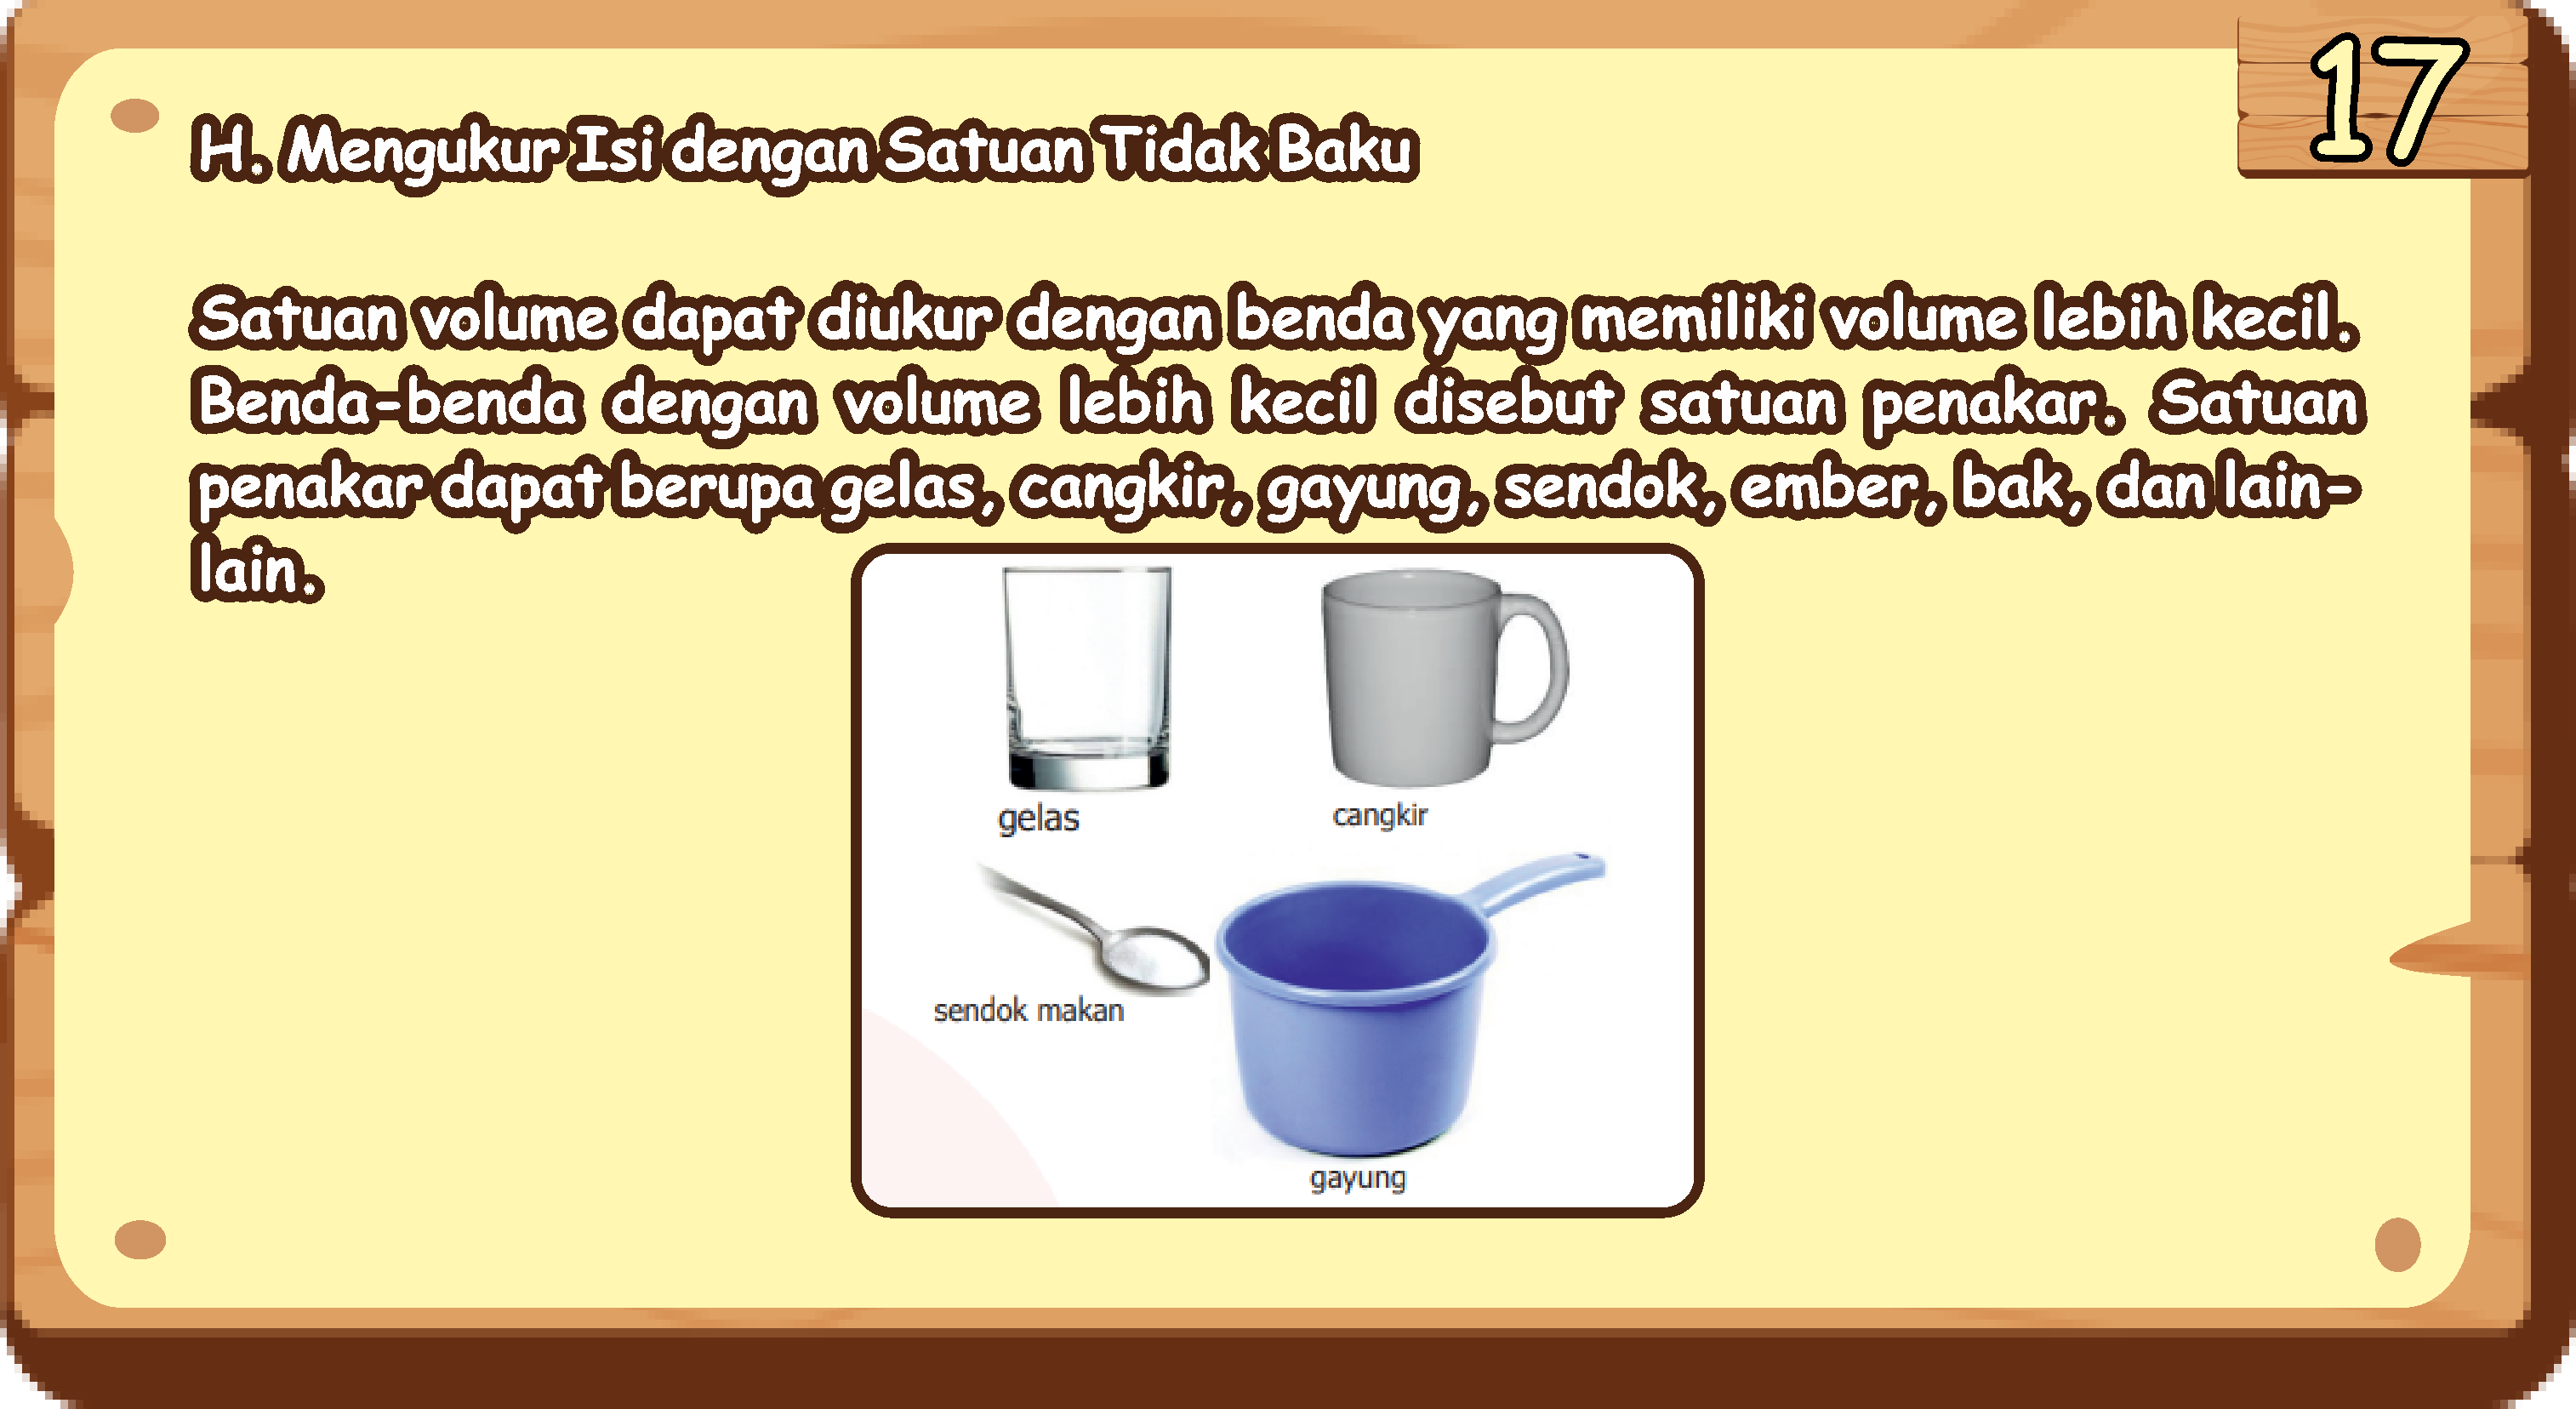 17
H. Mengukur Isi dengan Satuan Tidak Baku
Satuan volume dapat diukur dengan benda yang memiliki volume lebih kecil.
Benda-benda dengan volume lebih kecil disebut satuan penakar. Satuan
penakar dapat berupa gelas, cangkir, gayung, sendok, ember, bak, dan lain-
lain.
gelas
cangkir
sendok makan
gayung